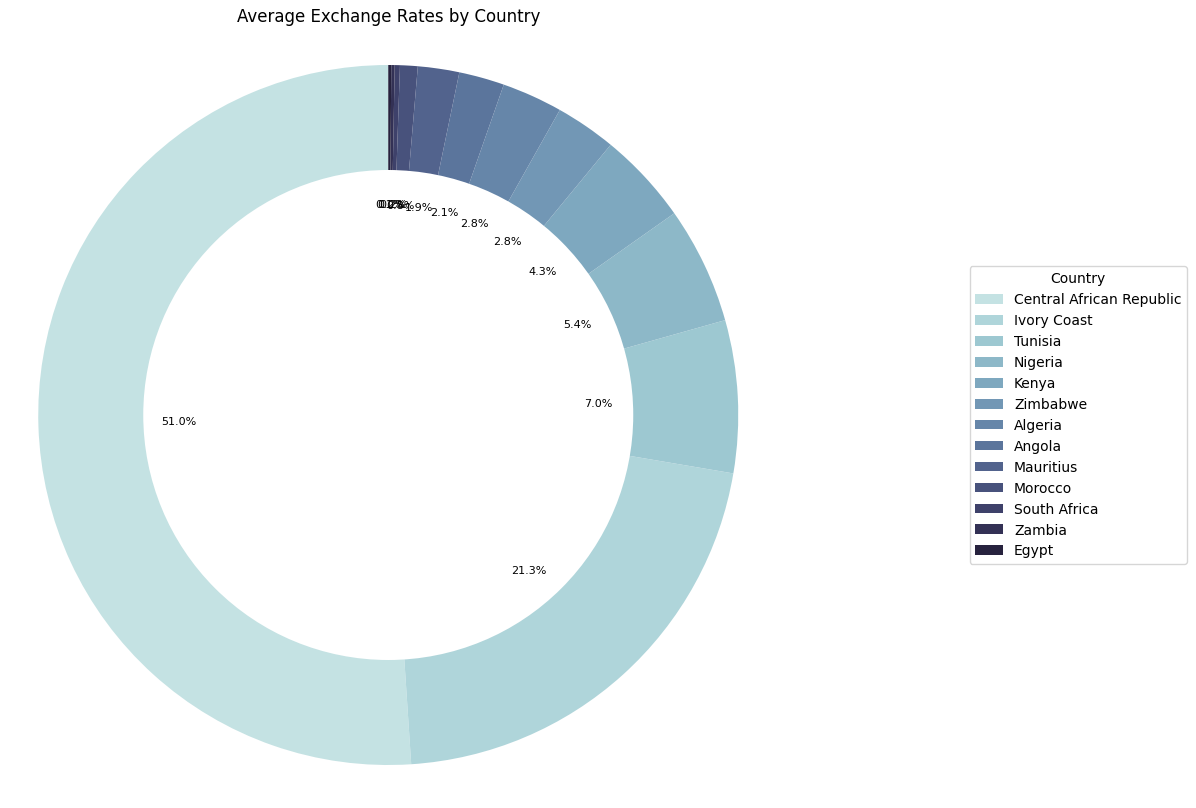 Average Exchange Rates by Country
1.9%
2.1%
2.8%
2.8%
4.3%
5.4%
7.0%
51.0%
21.3%
Country
Central African Republic
Ivory Coast
Tunisia
Nigeria
Kenya
Zimbabwe
Algeria
Angola
Mauritius
Morocco
South Africa
Zambia
Egypt